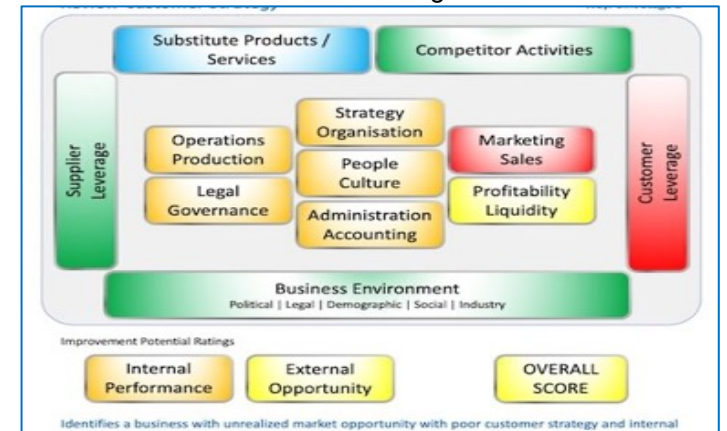 Substitute Products /
Services
Competitor Activities
Supplier
Leverage
Operations
Production
Legal
Governance
Strategy
Organisation
People
Culture
Administration
Accounting
Marketing
Sales
Profitability
Liquidity
Customer
Leverage
Business Environment
Political | Legal | Demographic | Social | Industry
Improvement Potential Ratings
Internal
Performance
External
Opportunity
OVERALL
SCORE
Identifies a business with unrealized market opportunity with poor customer strategy and internal